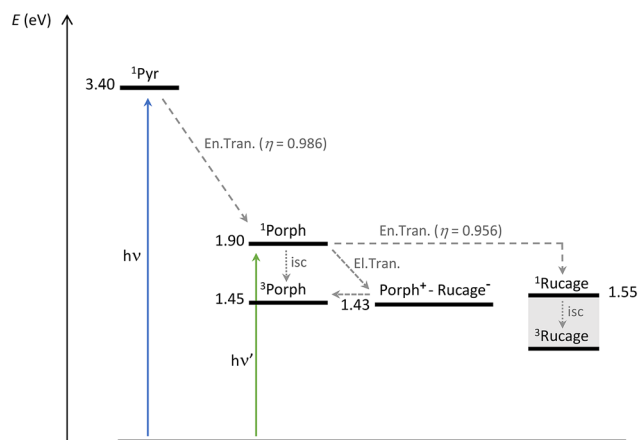 E (eV)
¹Pyr
3.40
En.Tran. (η = 0.986)
¹Porph
En.Tran. (η = 0.956)
1.90
hν
isc
El.Tran.
³Porph
Porph⁺ - Rucage⁻
¹Rucage
1.45
1.43
1.55
isc
³Rucage
hν’